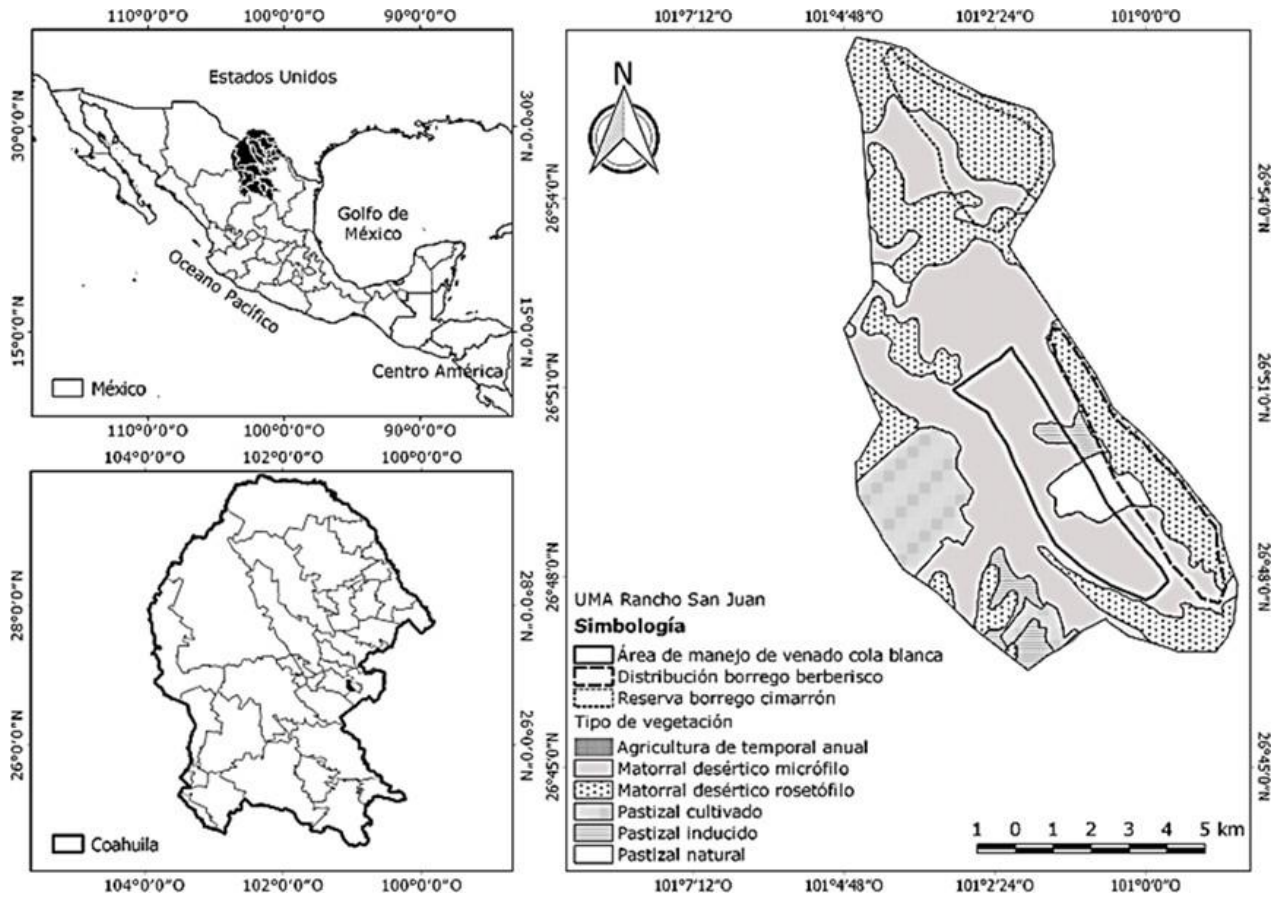 110°0′0″O
100°0′0″O
90°0′0″O
30°0′0″N
15°0′0″N
Estados Unidos
Golfo de
México
Oceano Pacífico
Centro América
México
30°0′0″N
15°0′0″N
110°0′0″O
100°0′0″O
90°0′0″O
104°0′0″O
102°0′0″O
100°0′0″O
28°0′0″N
26°0′0″N
Coahuila
28°0′0″N
26°0′0″N
104°0′0″O
102°0′0″O
100°0′0″O
101°7′12″O
101°4′48″O
101°2′24″O
101°0′0″O
26°54′0″N
26°51′0″N
26°48′0″N
26°45′0″N
N
UMA Rancho San Juan
Simbología
Área de manejo de venado cola blanca
Distribución borrego berberisco
Reserva borrego cimarrón
Tipo de vegetación
Agricultura de temporal anual
Matorral desértico micrófilo
Matorral desértico rosetófilo
Pastizal cultivado
Pastizal inducido
Pastizal natural
1 0 1 2 3 4 5 km
26°54′0″N
26°51′0″N
26°48′0″N
26°45′0″N
101°7′12″O
101°4′48″O
101°2′24″O
101°0′0″O